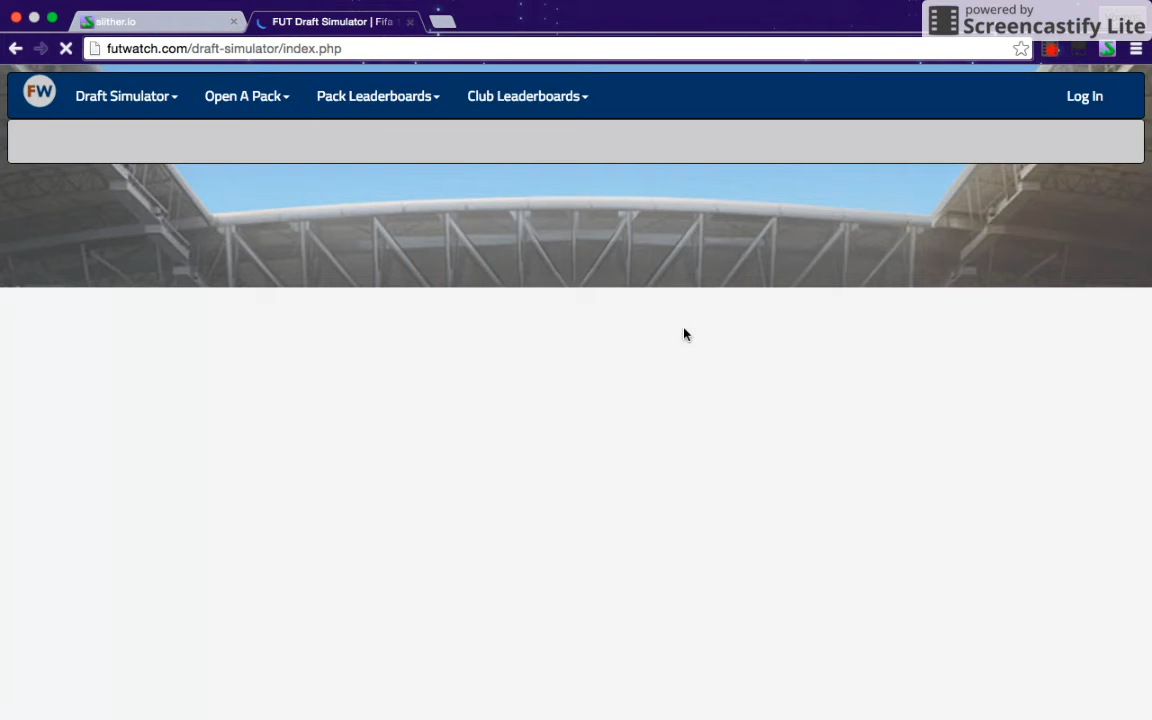 slither.io
FUT Draft Simulator | Fifa
powered by
Screencastify Lite
futwatch.com/draft-simulator/index.php
FW
Draft Simulator
Open A Pack
Pack Leaderboards
Club Leaderboards
Log In